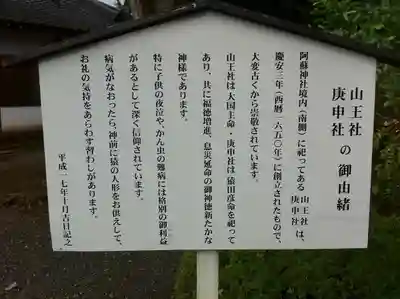 山王社
庚申社
の御由緒
阿蘇神社境内(南側)に祀ってある 山王社 庚申社 は、
慶安三年(西暦一六五〇年)に創立されたもので、
大変古くから崇敬されています。
山王社は大国主命・庚申社は猿田彦命を祀って
あり、共に福徳増進、息災延命の御神徳新たかな
神様であります。
特に子供の夜泣や、かん虫の難病には格別の御利益
があるとして深く信仰されています。
病気がなおったら、神前に猿の人形をお供えして、
お礼の気持をあらわす習わしがあります。
平成一七年十月吉日記之